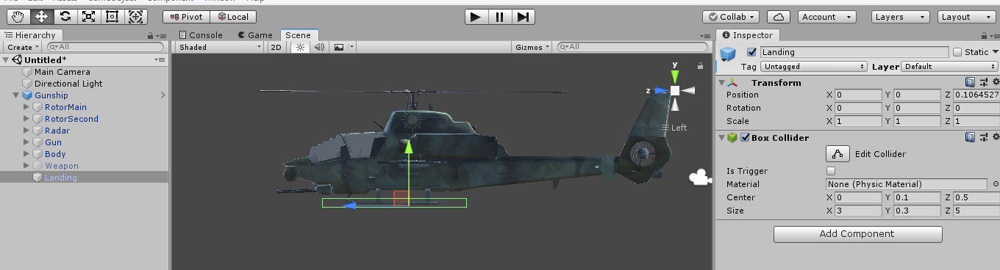 Pivot Local Collab Account Layers Layout
Hierarchy Console Game Scene Inspector
Create All Shaded 2D Gizmos All Landing Static
Untitled* Tag Untagged Layer Default
Main Camera
Directional Light Transform
Gunship Position X 0 Y 0 Z 0.1064527
RotorMain Rotation X 0 Y 0 Z 0
RotorSecond Scale X 1 Y 1 Z 1
Radar Box Collider
Gun
Body Edit Collider
Weapon Is Trigger
Landing Material None (Physic Material)
Center X 0 Y 0.1 Z 0.5
Size X 3 Y 0.3 Z 5
Add Component
y
z
Left